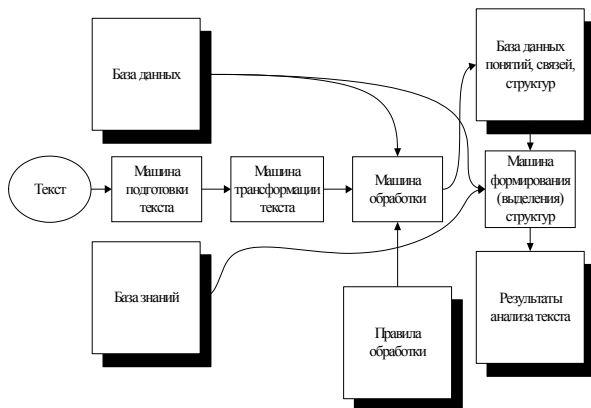 База данных
База данных
понятий, связей,
структур
Текст
Машина
подготовки
текста
Машина
трансформации
текста
Машина
обработки
Машина
формирования
(выделения)
структур
База знаний
Правила
обработки
Результаты
анализа текста